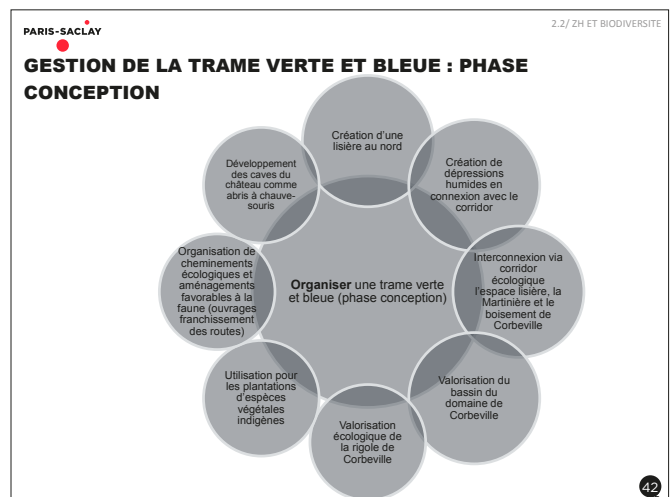 PARIS-SACLAY
2.2/ ZH ET BIODIVERSITE
GESTION DE LA TRAME VERTE ET BLEUE : PHASE
CONCEPTION
Création d'une
lisière au nord
Création de
dépressions
humides en
connexion avec le
corridor
Interconnexion via
corridor
écologique
l'espace lisière, la
Martinière et le
boisement de
Corbeville
Valorisation du
bassin du
domaine de
Corbeville
Valorisation
écologique de
la rigole de
Corbeville
Utilisation pour
les plantations
d'espèces
végétales
indigènes
Organisation de
cheminements
écologiques et
aménagements
favorables à la
faune (ouvrages
franchissement
des routes)
Développement
des caves du
château comme
abris à chauve-
souris
Organiser une trame verte
et bleue (phase conception)
42